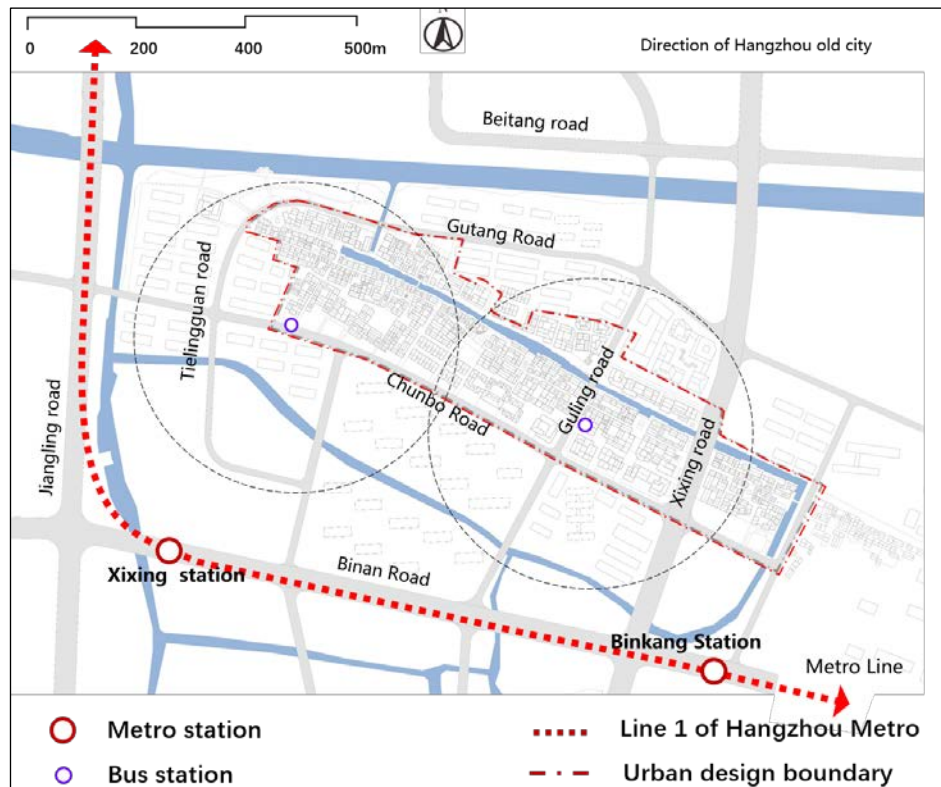 0 200 400 500m
N
Direction of Hangzhou old city
Beitang road
Gutang Road
Tielingguan road
Jiangling road
Chunbo Road
Guling road
Xixing road
Binan Road
Xixing station
Binkang Station
Metro Line
Metro station
Line 1 of Hangzhou Metro
Bus station
Urban design boundary